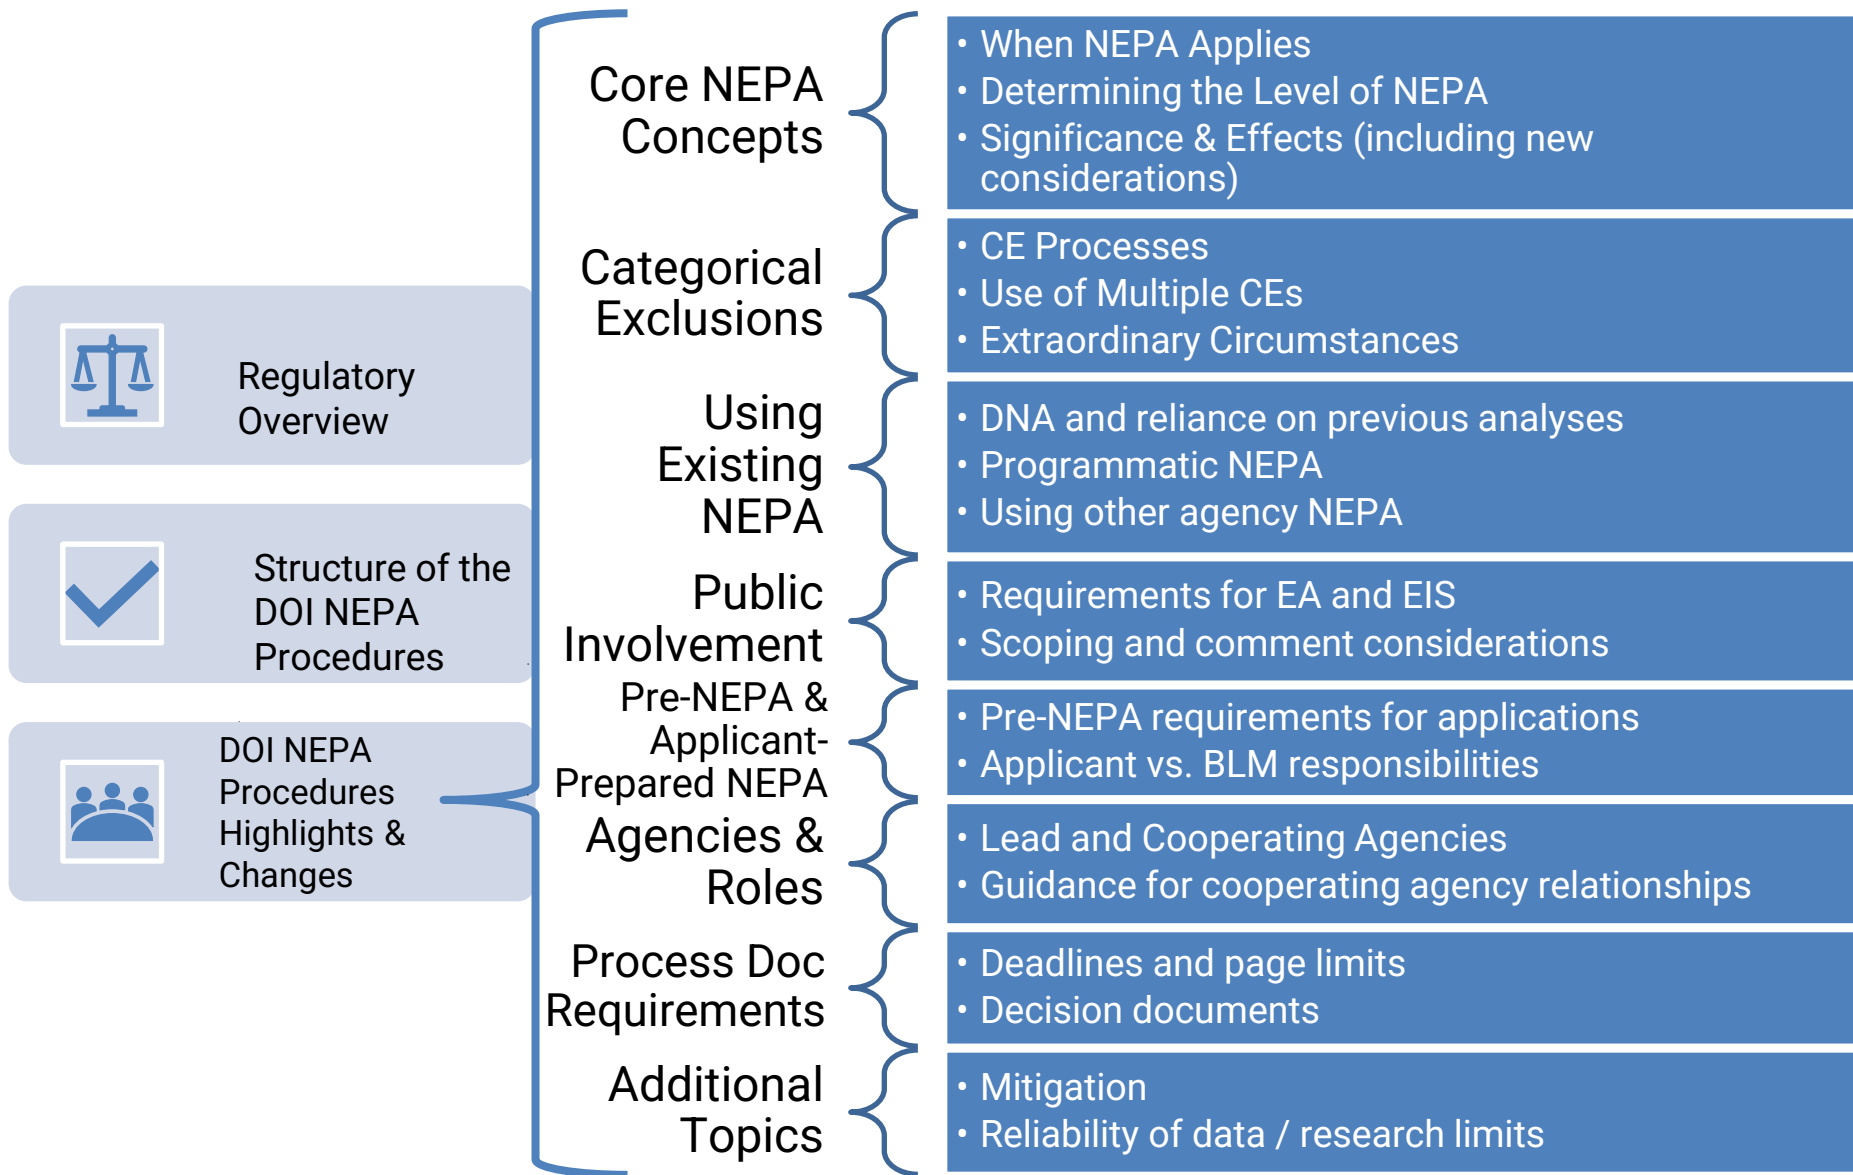 Regulatory
Overview
Structure of the
DOI NEPA
Procedures
DOI NEPA
Procedures
Highlights &
Changes
Core NEPA
Concepts
• When NEPA Applies
• Determining the Level of NEPA
• Significance & Effects (including new
considerations)
Categorical
Exclusions
• CE Processes
• Use of Multiple CEs
• Extraordinary Circumstances
Using
Existing
NEPA
• DNA and reliance on previous analyses
• Programmatic NEPA
• Using other agency NEPA
Public
Involvement
• Requirements for EA and EIS
• Scoping and comment considerations
Pre-NEPA &
Applicant-
Prepared NEPA
• Pre-NEPA requirements for applications
• Applicant vs. BLM responsibilities
Agencies &
Roles
• Lead and Cooperating Agencies
• Guidance for cooperating agency relationships
Process Doc
Requirements
• Deadlines and page limits
• Decision documents
Additional
Topics
• Mitigation
• Reliability of data / research limits